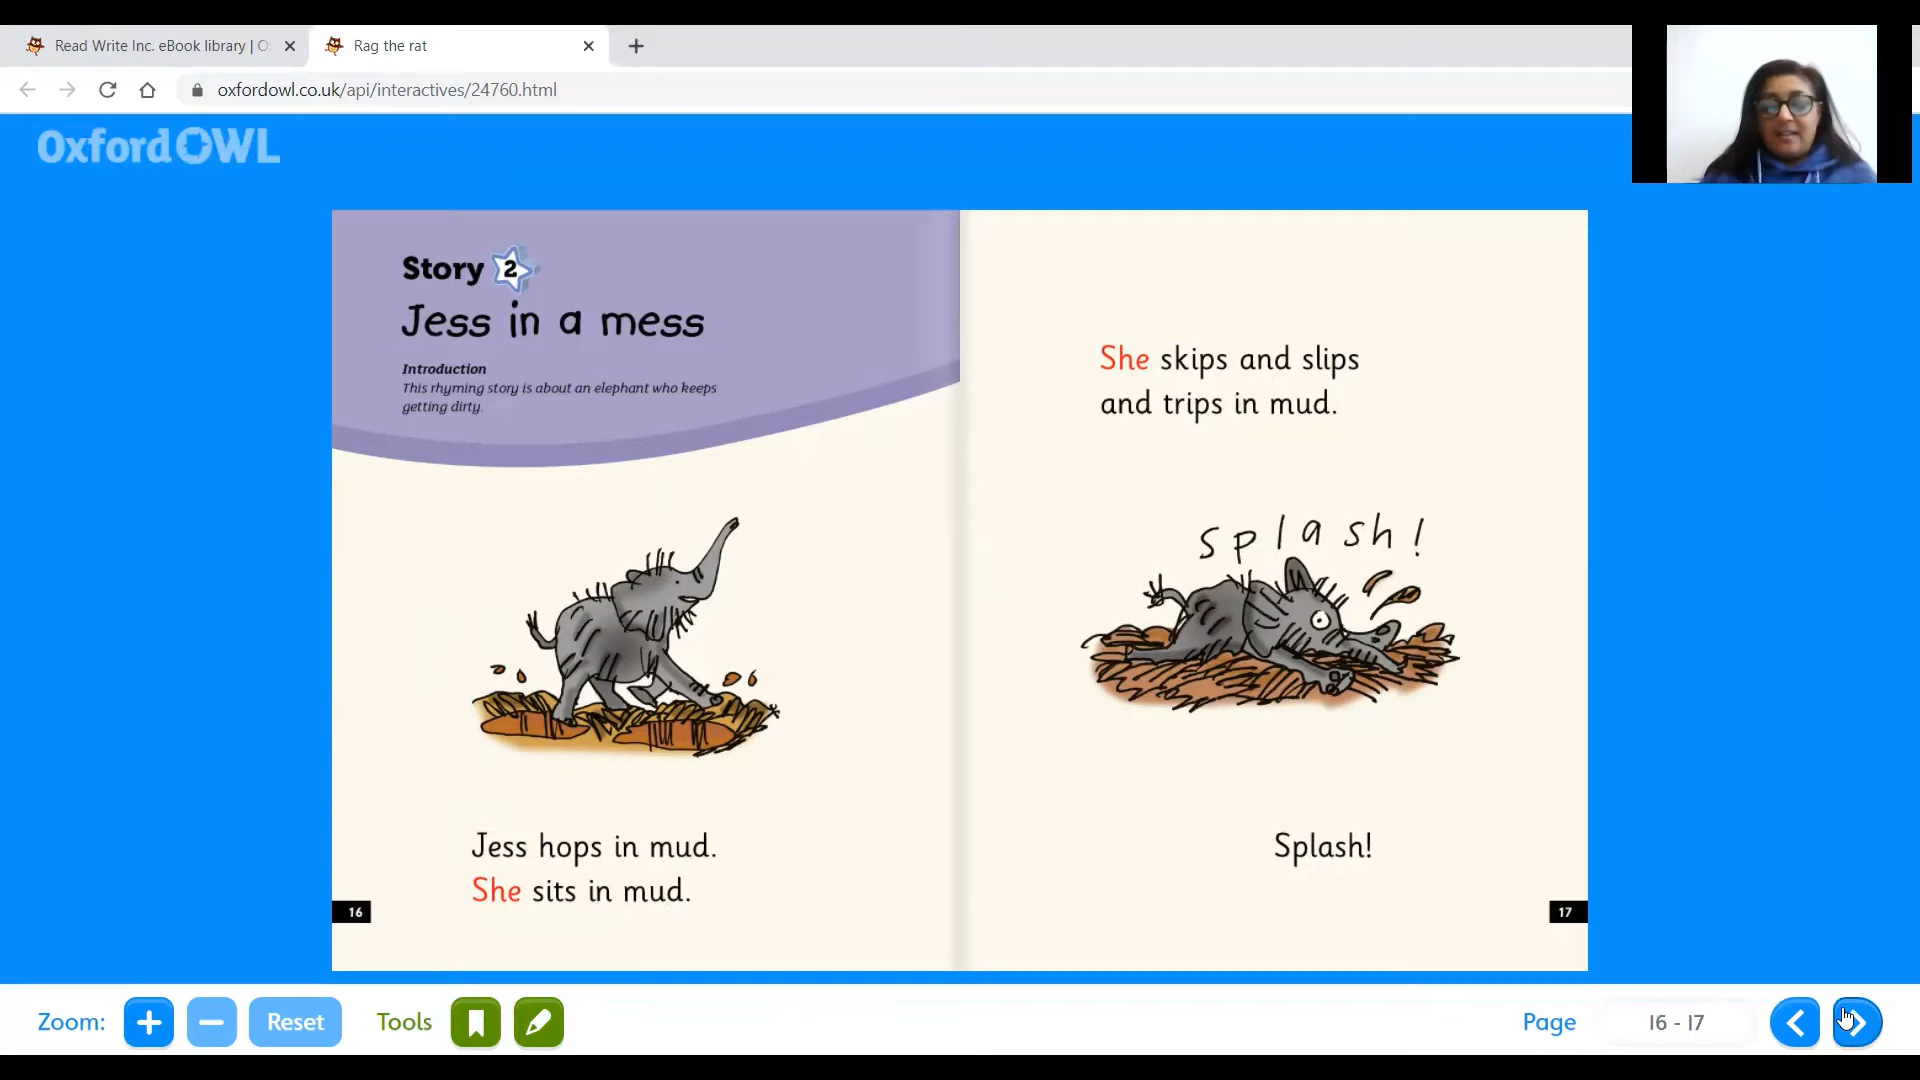 Read Write Inc. eBook library | O
Rag the rat
oxfordowl.co.uk/api/interactives/24760.html
Oxford OWL
Story 2
Jess in a mess
Introduction
This rhyming story is about an elephant who keeps
getting dirty.
Jess hops in mud.
She sits in mud.
16
She skips and slips
and trips in mud.
Splash!
Splash!
17
Zoom:
Reset
Tools
Page
16 - 17